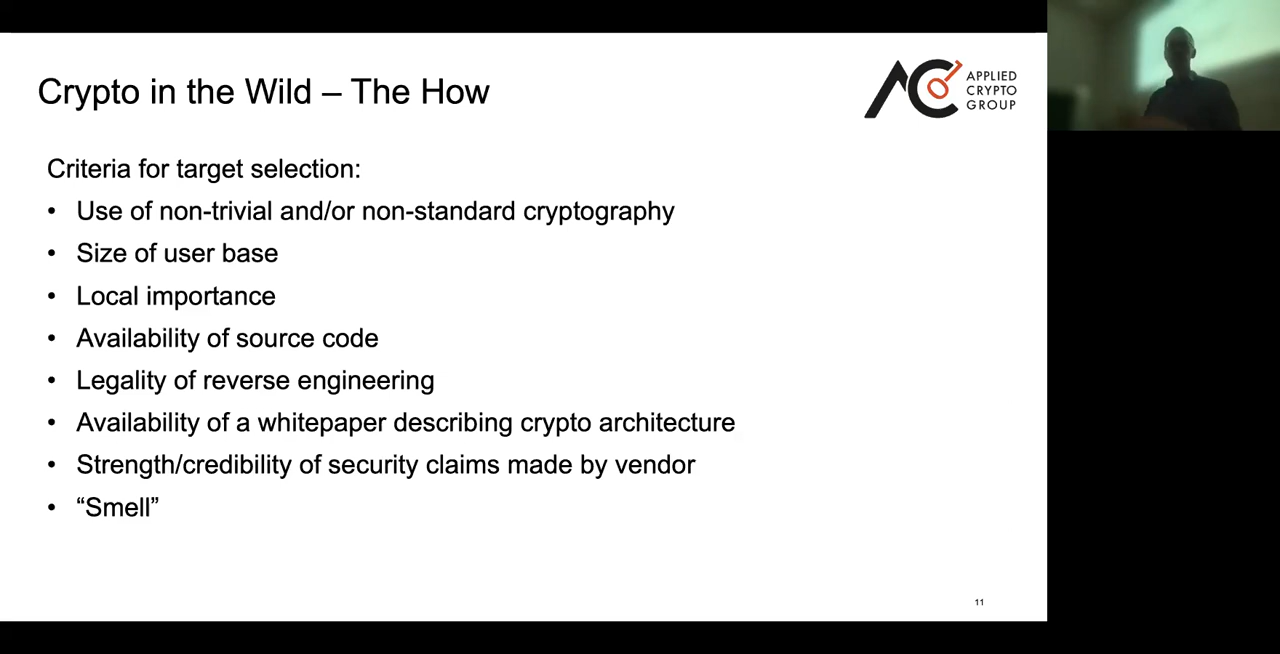 Crypto in the Wild – The How
APPLIED
CRYPTO
GROUP
Criteria for target selection:
• Use of non-trivial and/or non-standard cryptography
• Size of user base
• Local importance
• Availability of source code
• Legality of reverse engineering
• Availability of a whitepaper describing crypto architecture
• Strength/credibility of security claims made by vendor
• “Smell”
11